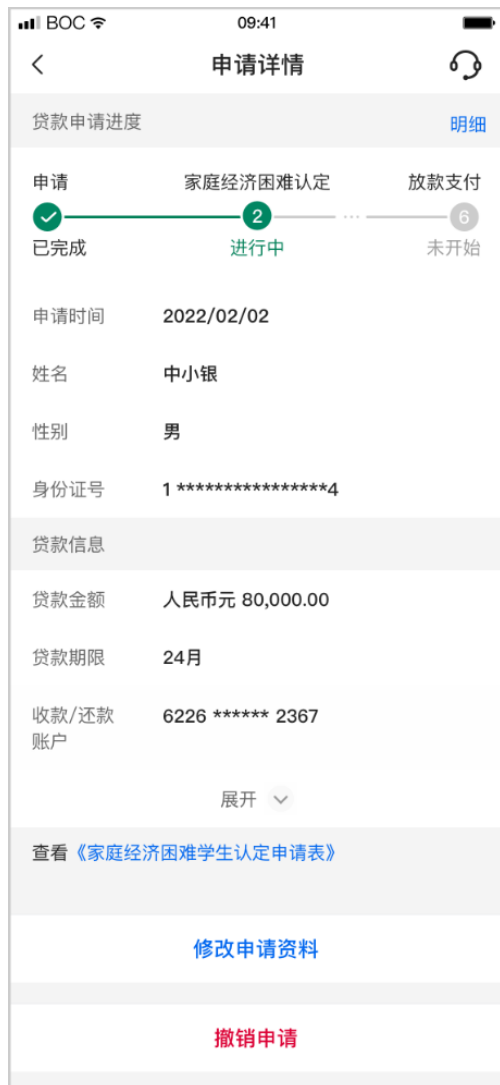 BOC 09:41
申请详情
贷款申请进度 明细
申请 家庭经济困难认定 放款支付
2 ... 6
已完成 进行中 未开始
申请时间 2022/02/02
姓名 中小银
性别 男
身份证号 1 ****************4
贷款信息
贷款金额 人民币元 80,000.00
贷款期限 24月
收款/还款 6226 ****** 2367
账户
展开
查看《家庭经济困难学生认定申请表》
修改申请资料
撤销申请